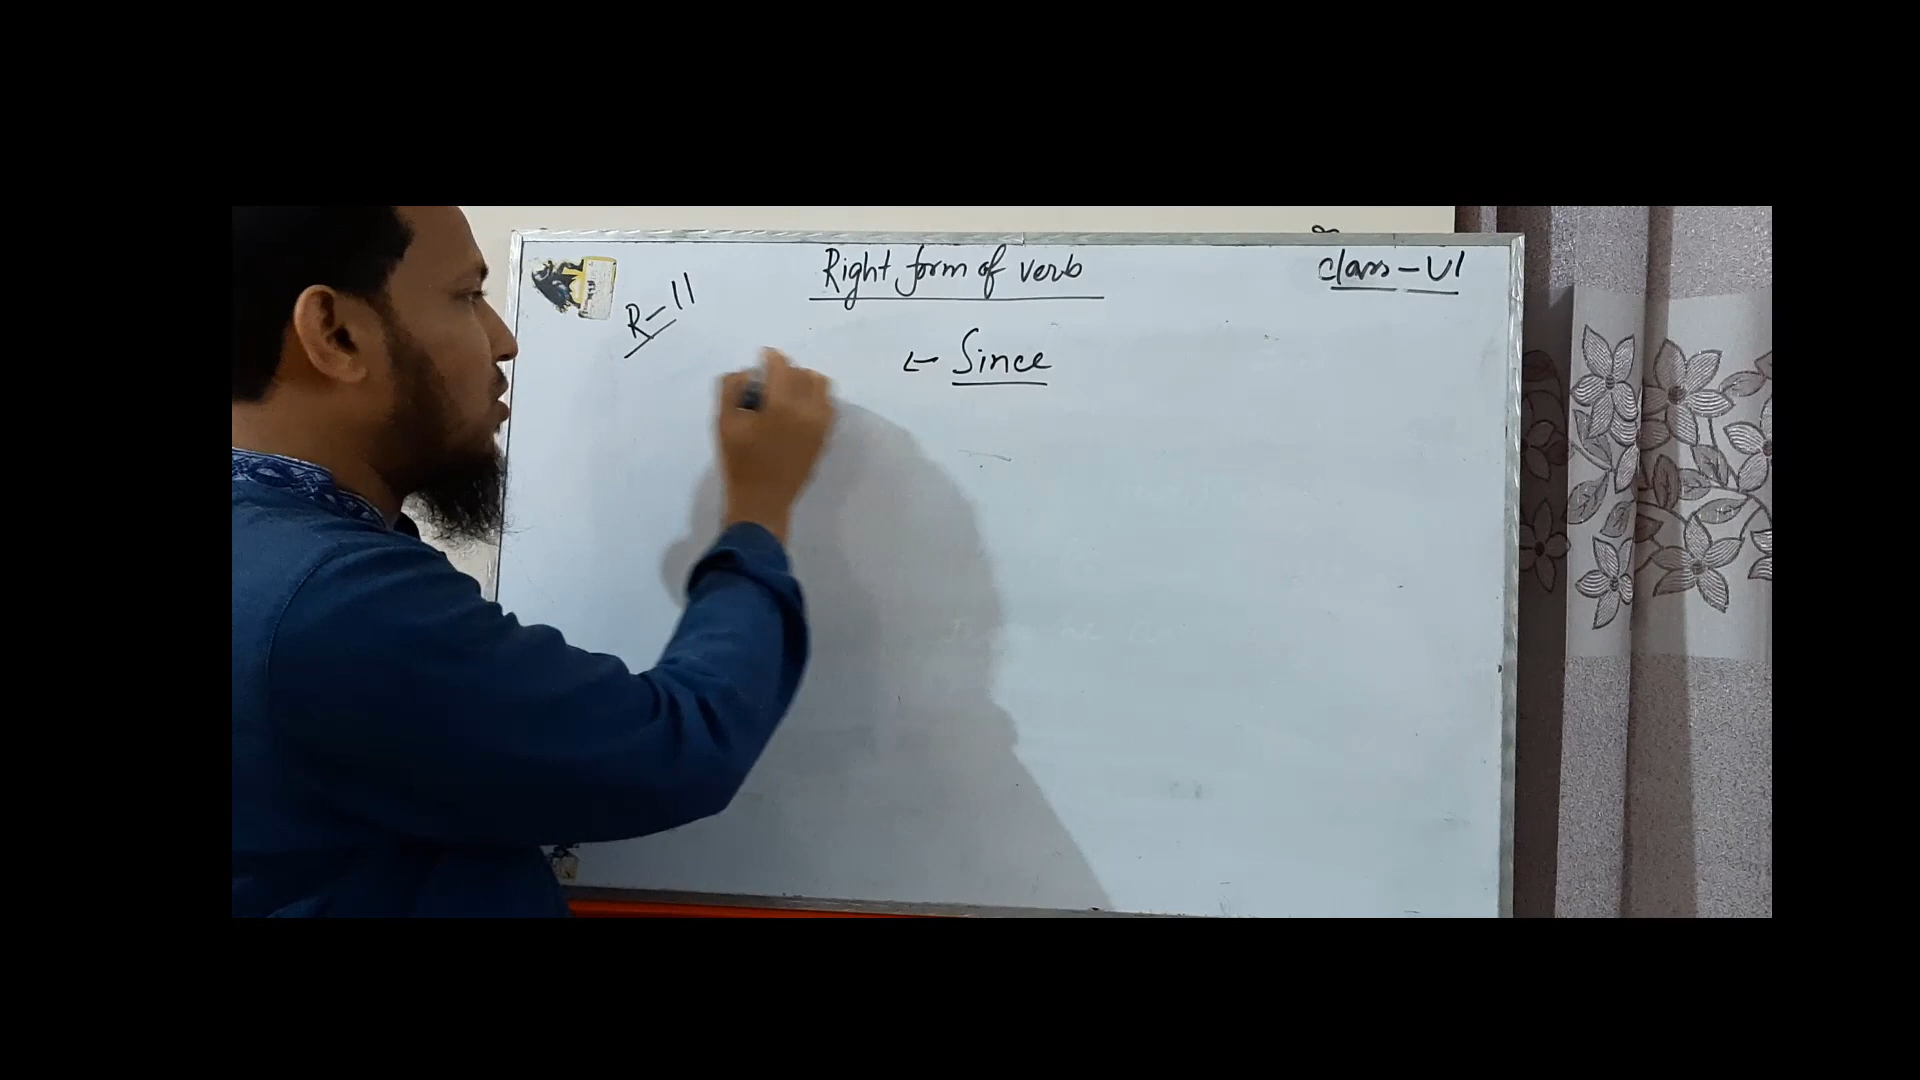 Right form of verb
class-VI
R-11
← Since